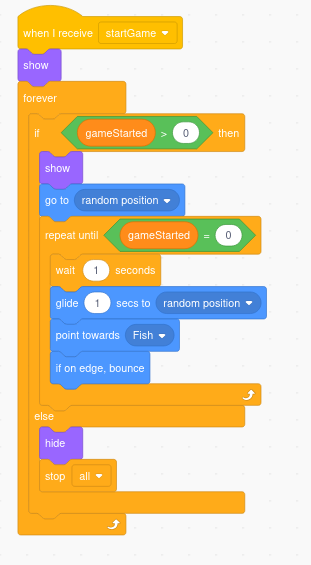 when I receive startGame
show
forever
if gameStarted > 0 then
show
go to random position
repeat until gameStarted = 0
wait 1 seconds
glide 1 secs to random position
point towards Fish
if on edge, bounce
else
hide
stop all